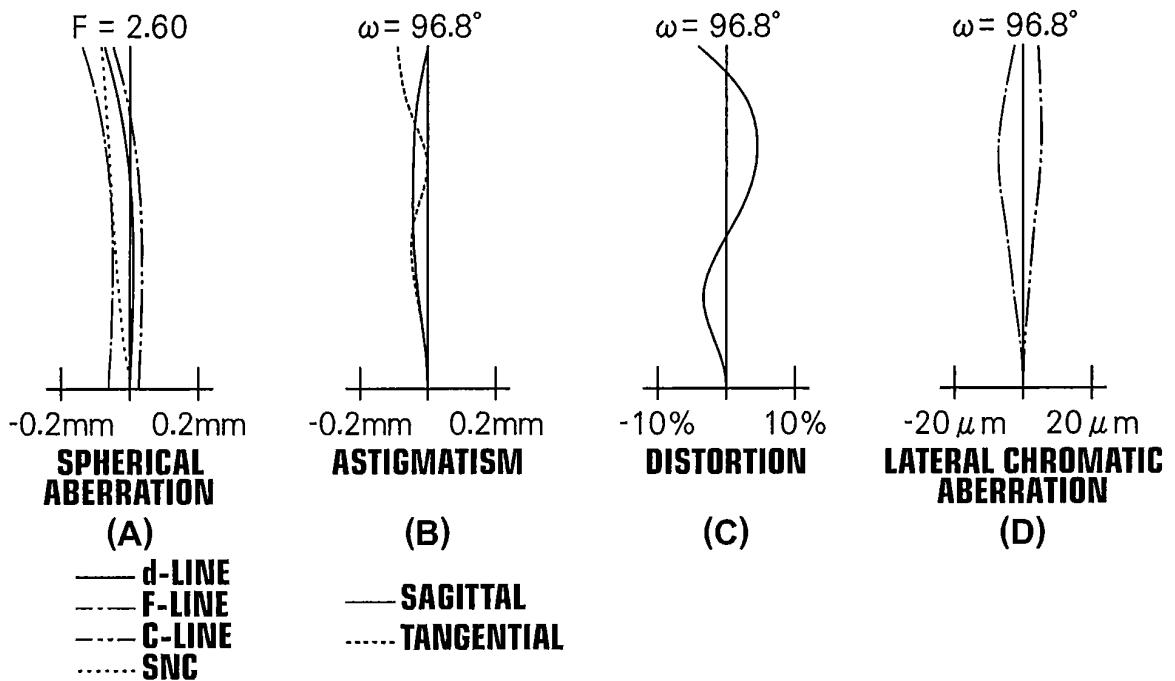 F = 2.60
-0.2mm 0.2mm
SPHERICAL
ABERRATION
(A)
d-LINE
F-LINE
C-LINE
SNC
ω= 96.8°
-0.2mm 0.2mm
ASTIGMATISM
(B)
SAGITTAL
TANGENTIAL
ω= 96.8°
-10% 10%
DISTORTION
(C)
ω= 96.8°
-20 μm 20 μm
LATERAL CHROMATIC
ABERRATION
(D)